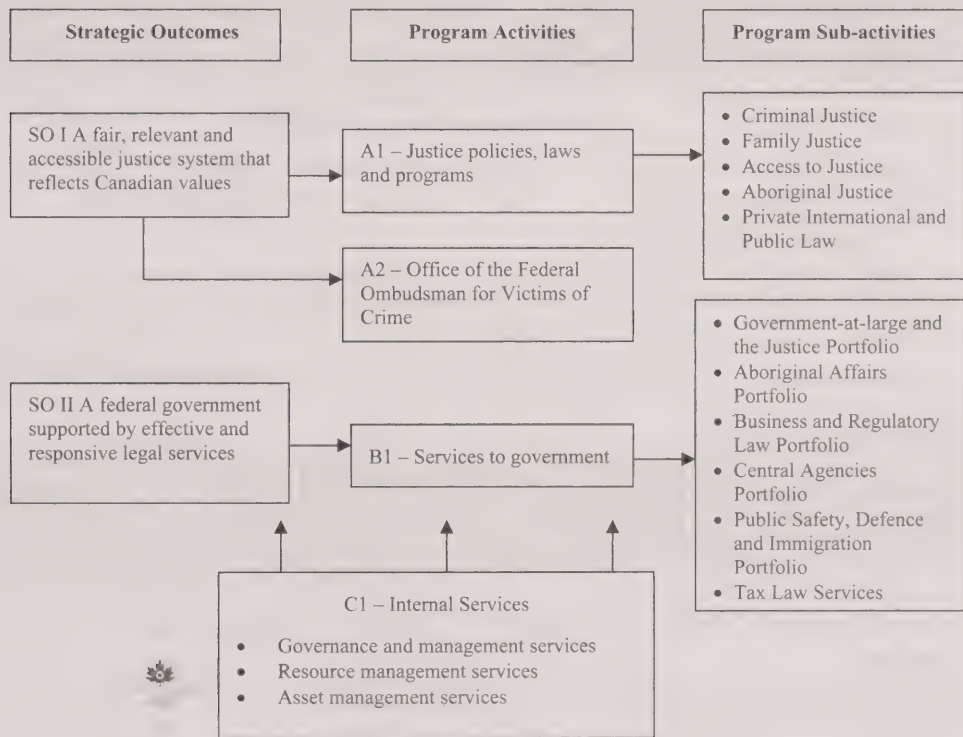 Strategic Outcomes
Program Activities
Program Sub-activities
SO I A fair, relevant and
accessible justice system that
reflects Canadian values
A1 – Justice policies, laws
and programs
• Criminal Justice
• Family Justice
• Access to Justice
• Aboriginal Justice
• Private International and
Public Law
A2 – Office of the Federal
Ombudsman for Victims of
Crime
SO II A federal government
supported by effective and
responsive legal services
B1 – Services to government
• Government-at-large and
the Justice Portfolio
• Aboriginal Affairs
Portfolio
• Business and Regulatory
Law Portfolio
• Central Agencies
Portfolio
• Public Safety, Defence
and Immigration
Portfolio
• Tax Law Services
C1 – Internal Services
• Governance and management services
• Resource management services
• Asset management services